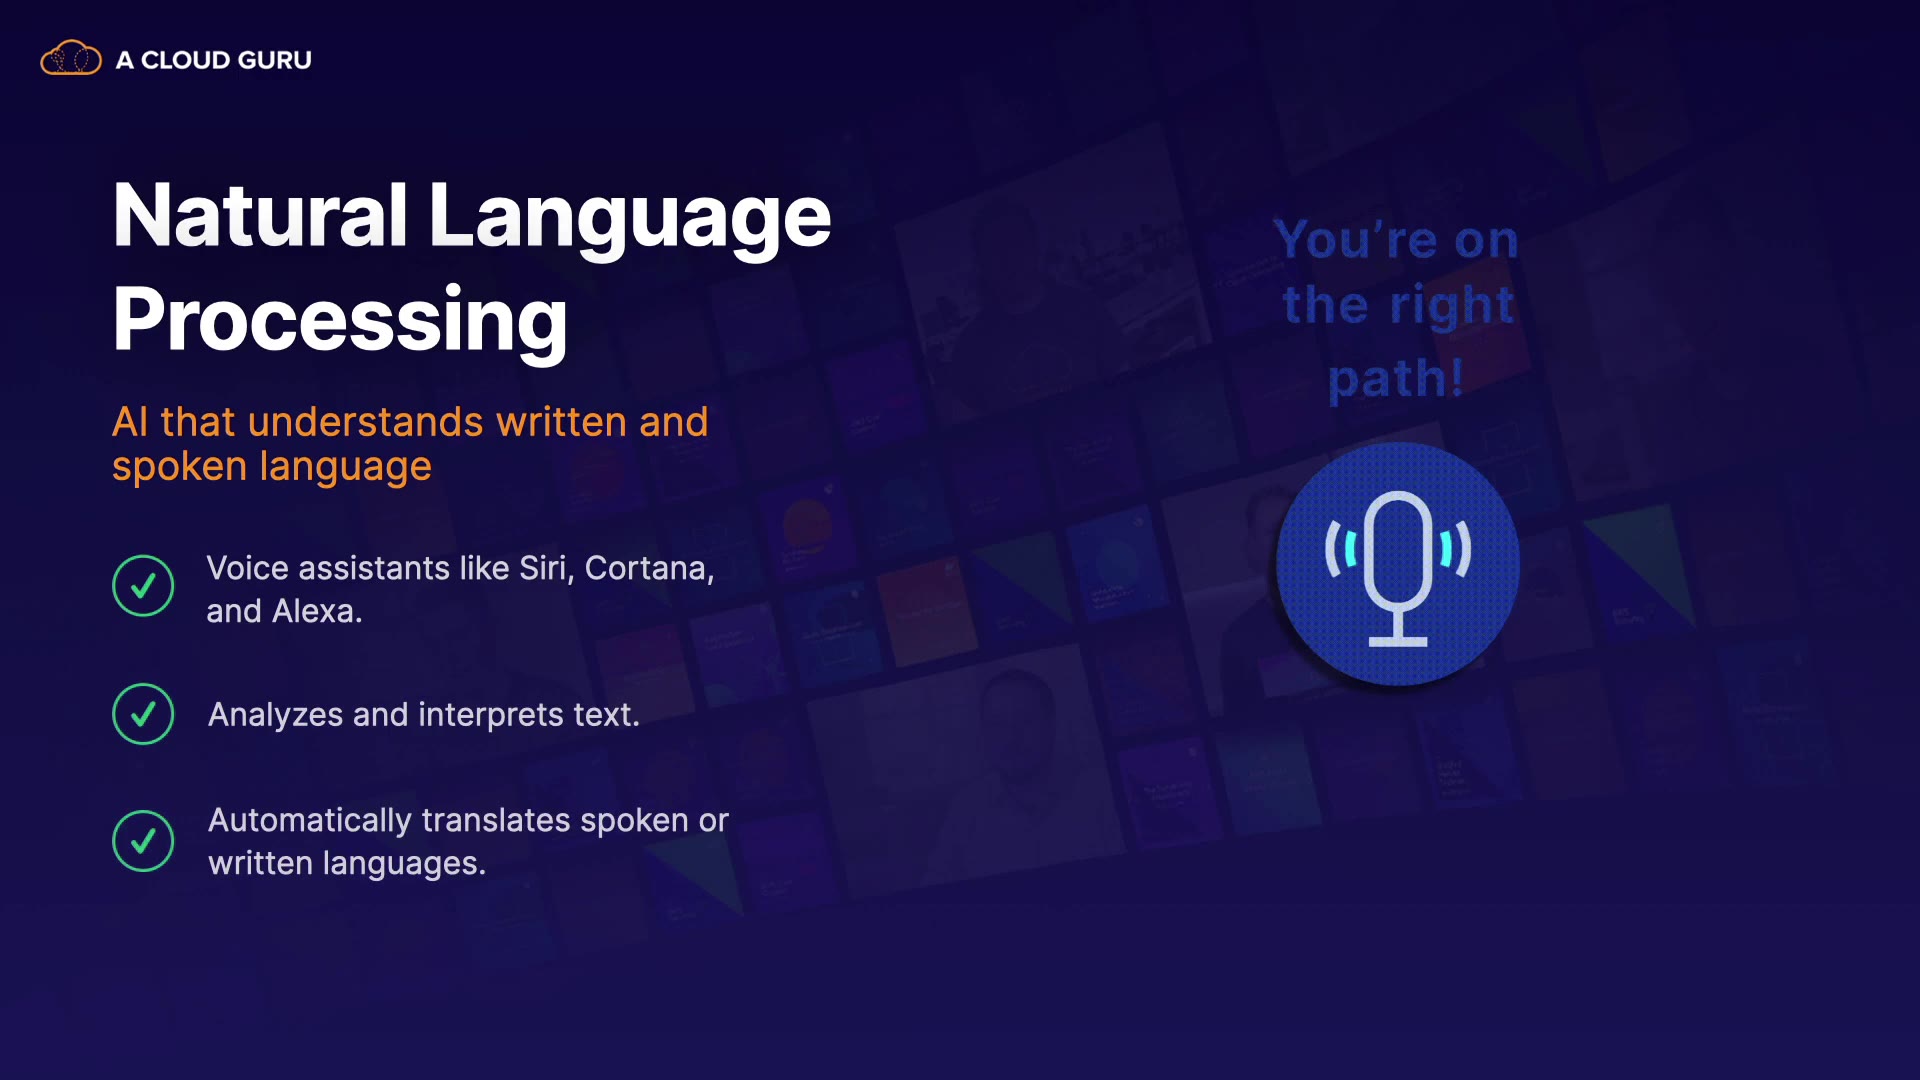 A CLOUD GURU
Natural Language
Processing
AI that understands written and
spoken language
Voice assistants like Siri, Cortana,
and Alexa.
Analyzes and interprets text.
Automatically translates spoken or
written languages.
You’re on
the right
path!